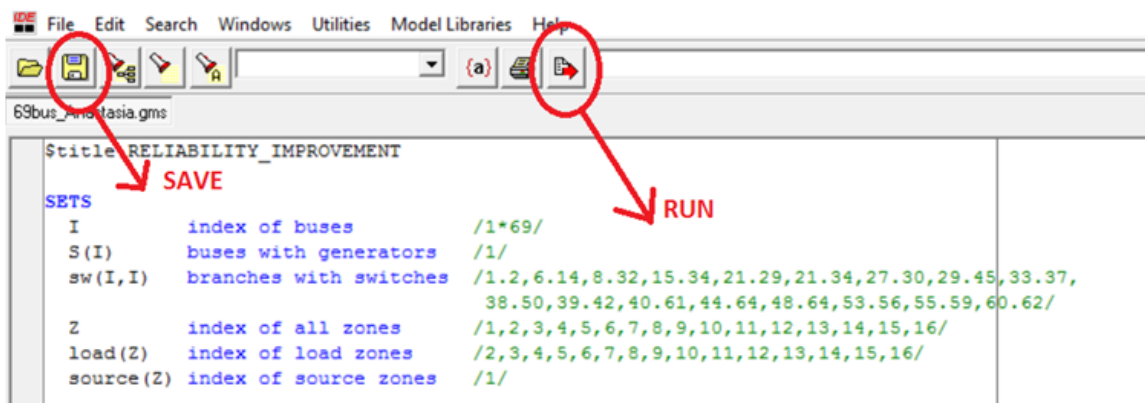 IDE File Edit Search Windows Utilities Model Libraries Help
A {a}
69bus_Anastasia.gms
$title RELIABILITY_IMPROVEMENT
SAVE
SETS
RUN
I index of buses /1*69/
S(I) buses with generators /1/
sw(I,I) branches with switches /1.2,6.14,8.32,15.34,21.29,21.34,27.30,29.45,33.37,
38.50,39.42,40.61,44.64,48.64,53.56,55.59,60.62/
Z index of all zones /1,2,3,4,5,6,7,8,9,10,11,12,13,14,15,16/
load(Z) index of load zones /2,3,4,5,6,7,8,9,10,11,12,13,14,15,16/
source(Z) index of source zones /1/